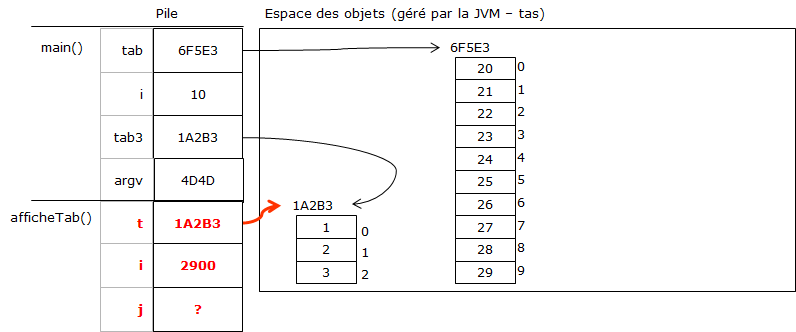 Pile Espace des objets (géré par la JVM – tas)
main() tab 6F5E3 6F5E3
20 0
21 1
i 10
22 2
tab3 1A2B3 23 3
24 4
argv 4D4D 25 5
1A2B3 26 6
afficheTab() t 1A2B3 1 0 27 7
2 1 28 8
i 2900 3 2 29 9
j ?